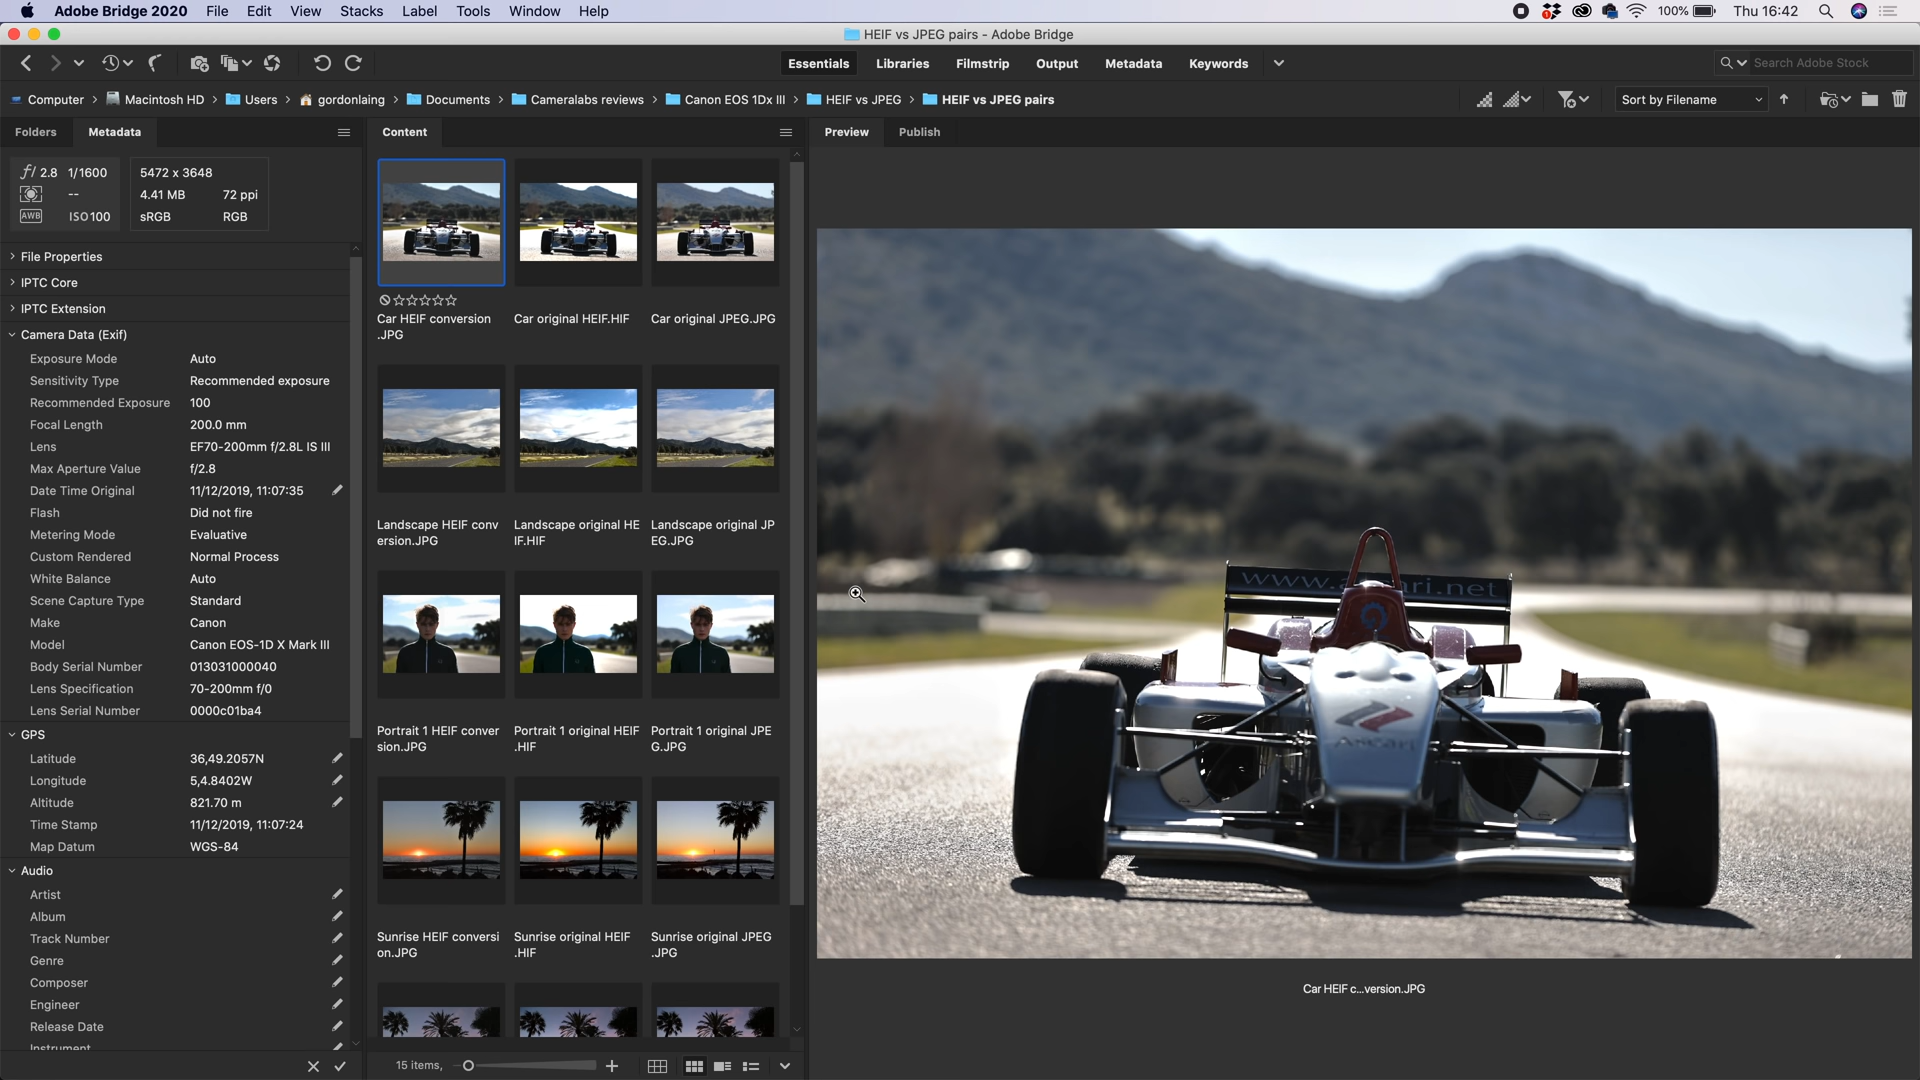 Adobe Bridge 2020 File Edit View Stacks Label Tools Window Help
100% Thu 16:42
HEIF vs JPEG pairs - Adobe Bridge
Essentials Libraries Filmstrip Output Metadata Keywords
Search Adobe Stock
Computer Macintosh HD Users gordonlaing Documents Cameralabs reviews Canon EOS 1Dx III HEIF vs JPEG HEIF vs JPEG pairs
Sort by Filename
Folders Metadata
f/ 2.8 1/1600
--
AWB ISO100
5472 x 3648
4.41 MB 72 ppi
sRGB RGB
File Properties
IPTC Core
IPTC Extension
Camera Data (Exif)
Exposure Mode Auto
Sensitivity Type Recommended exposure
Recommended Exposure 100
Focal Length 200.0 mm
Lens EF70-200mm f/2.8L IS III
Max Aperture Value f/2.8
Date Time Original 11/12/2019, 11:07:35
Flash Did not fire
Metering Mode Evaluative
Custom Rendered Normal Process
White Balance Auto
Scene Capture Type Standard
Make Canon
Model Canon EOS-1D X Mark III
Body Serial Number 013031000040
Lens Specification 70-200mm f/0
Lens Serial Number 0000c01ba4
GPS
Latitude 36,49.2057N
Longitude 5,4.8402W
Altitude 821.70 m
Time Stamp 11/12/2019, 11:07:24
Map Datum WGS-84
Audio
Artist
Album
Track Number
Genre
Composer
Engineer
Release Date
Instrument
Content
Car HEIF conversion
.JPG
Car original HEIF.HIF
Car original JPEG.JPG
Landscape HEIF conv
ersion.JPG
Landscape original HE
IF.HIF
Landscape original JP
EG.JPG
Portrait 1 HEIF conver
sion.JPG
Portrait 1 original HEIF
.HIF
Portrait 1 original JPE
G.JPG
Sunrise HEIF conversi
on.JPG
Sunrise original HEIF
.HIF
Sunrise original JPEG
.JPG
15 items,
Preview Publish
Ascari
Car HEIF c...version.JPG